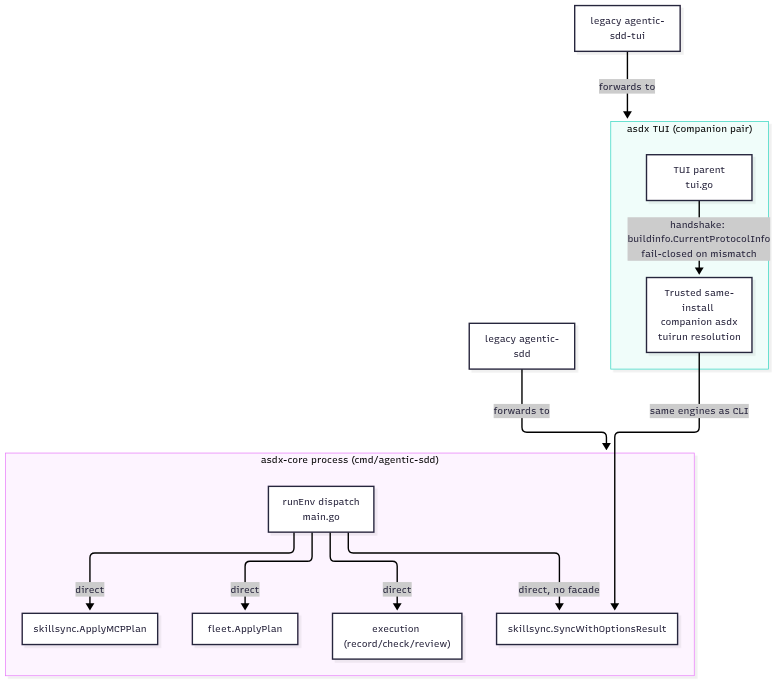 legacy agentic-
sdd-tui
forwards to
asdx TUI (companion pair)
TUI parent
tui.go
handshake:
buildinfo.CurrentProtocolInfo
fail-closed on mismatch
Trusted same-
install
companion asdx
tuirun resolution
legacy agentic-
sdd
forwards to
same engines as CLI
asdx-core process (cmd/agentic-sdd)
runEnv dispatch
main.go
direct
direct
direct
direct, no facade
skillsync.ApplyMCPPlan
fleet.ApplyPlan
execution
(record/check/review)
skillsync.SyncWithOptionsResult